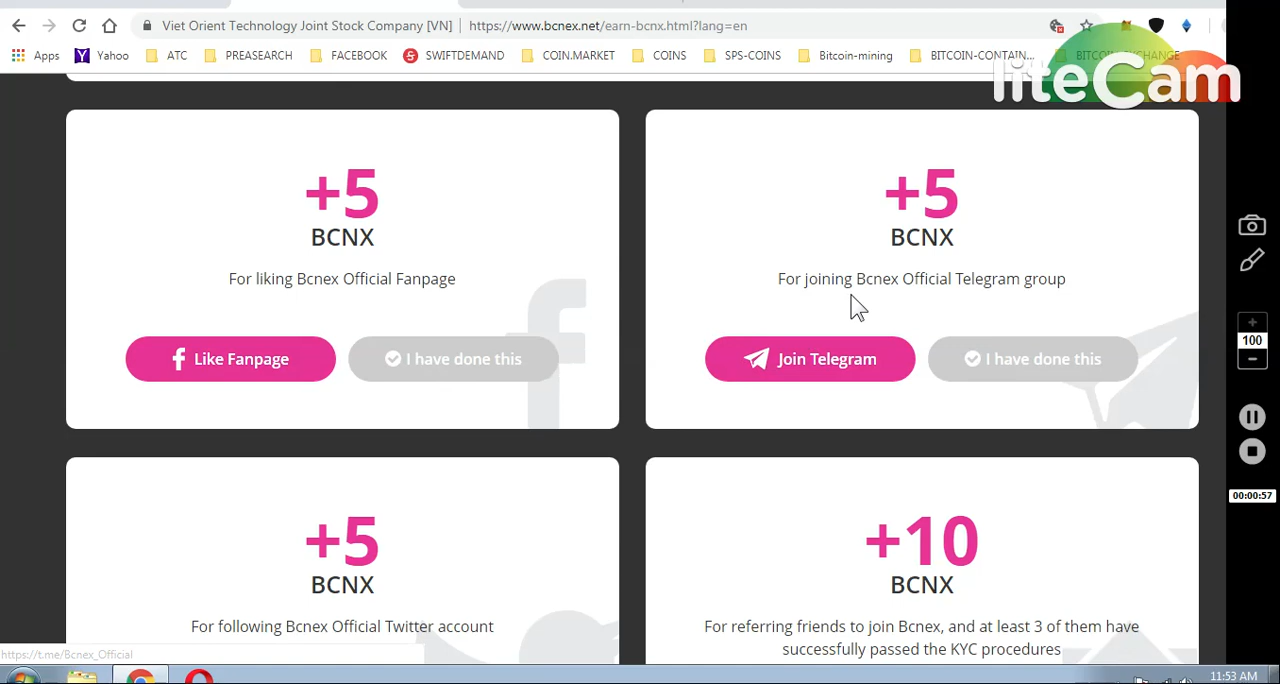 Viet Orient Technology Joint Stock Company [VN]
https://www.bcnex.net/earn-bcnx.html?lang=en
Apps
Yahoo
ATC
PREASEARCH
FACEBOOK
SWIFTDEMAND
COIN.MARKET
COINS
SPS-COINS
Bitcoin-mining
BITCOIN-CONTAIN...
BITCOIN-EXCHANGE
liteCam
+5
BCNX
For liking Bcnex Official Fanpage
Like Fanpage
I have done this
+5
BCNX
For joining Bcnex Official Telegram group
Join Telegram
I have done this
100
00:00:57
+5
BCNX
For following Bcnex Official Twitter account
+10
BCNX
For referring friends to join Bcnex, and at least 3 of them have
successfully passed the KYC procedures
https://t.me/Bcnex_Official
11:53 AM